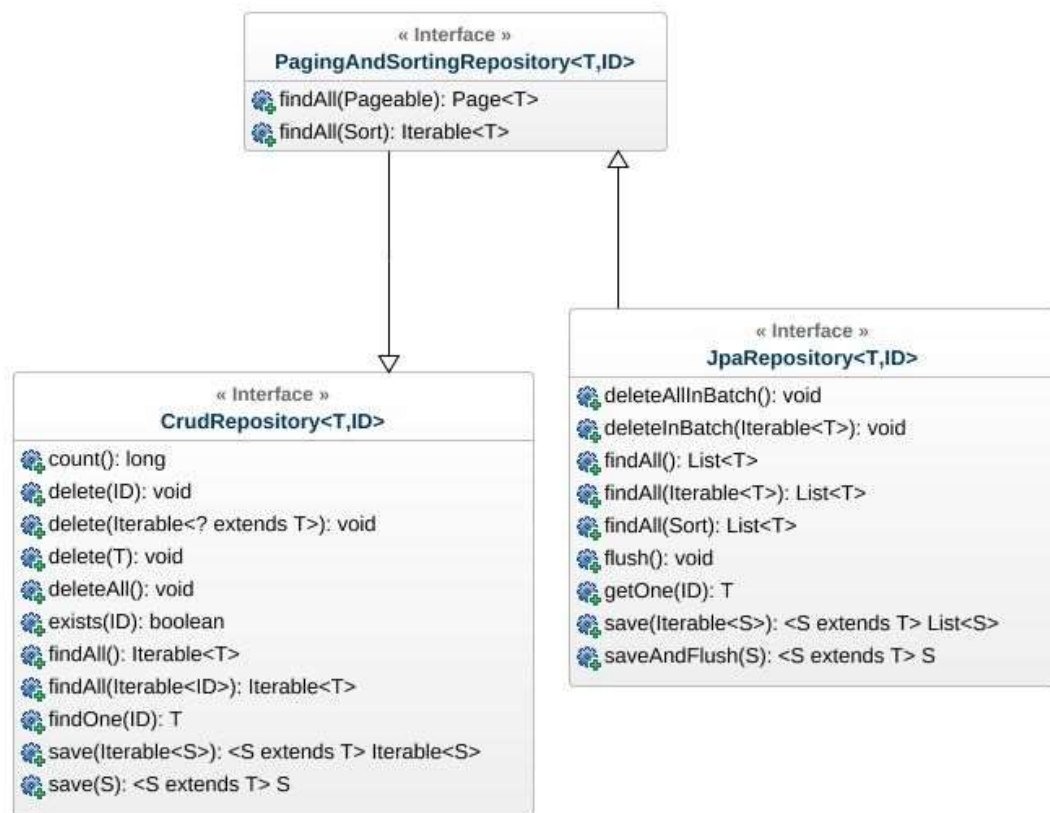 « Interface »
PagingAndSortingRepository<T,ID>
findAll(Pageable): Page<T>
findAll(Sort): Iterable<T>
« Interface »
CrudRepository<T,ID>
count(): long
delete(ID): void
delete(Iterable<? extends T>): void
delete(T): void
deleteAll(): void
exists(ID): boolean
findAll(): Iterable<T>
findAll(Iterable<ID>): Iterable<T>
findOne(ID): T
save(Iterable<S>): <S extends T> Iterable<S>
save(S): <S extends T> S
« Interface »
JpaRepository<T,ID>
deleteAllInBatch(): void
deleteInBatch(Iterable<T>): void
findAll(): List<T>
findAll(Iterable<T>): List<T>
findAll(Sort): List<T>
flush(): void
getOne(ID): T
save(Iterable<S>): <S extends T> List<S>
saveAndFlush(S): <S extends T> S